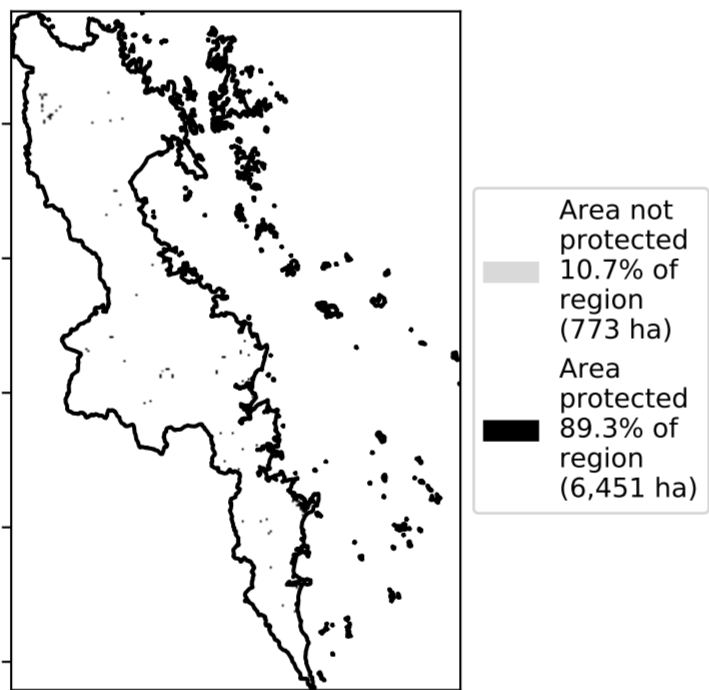 Area not
protected
10.7% of
region
(773 ha)
Area
protected
89.3% of
region
(6,451 ha)